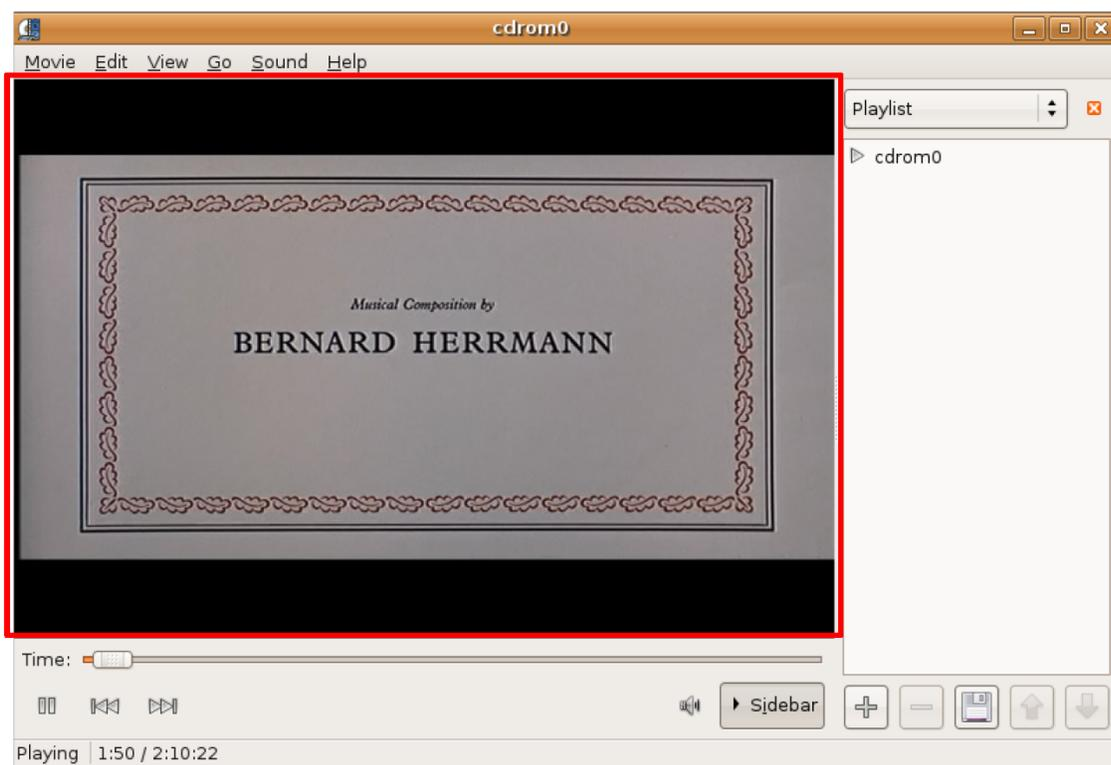 cdrom0
Movie Edit View Go Sound Help
Playlist
cdrom0
Musical Composition by
BERNARD HERRMANN
Time:
Sidebar
Playing 1:50 / 2:10:22